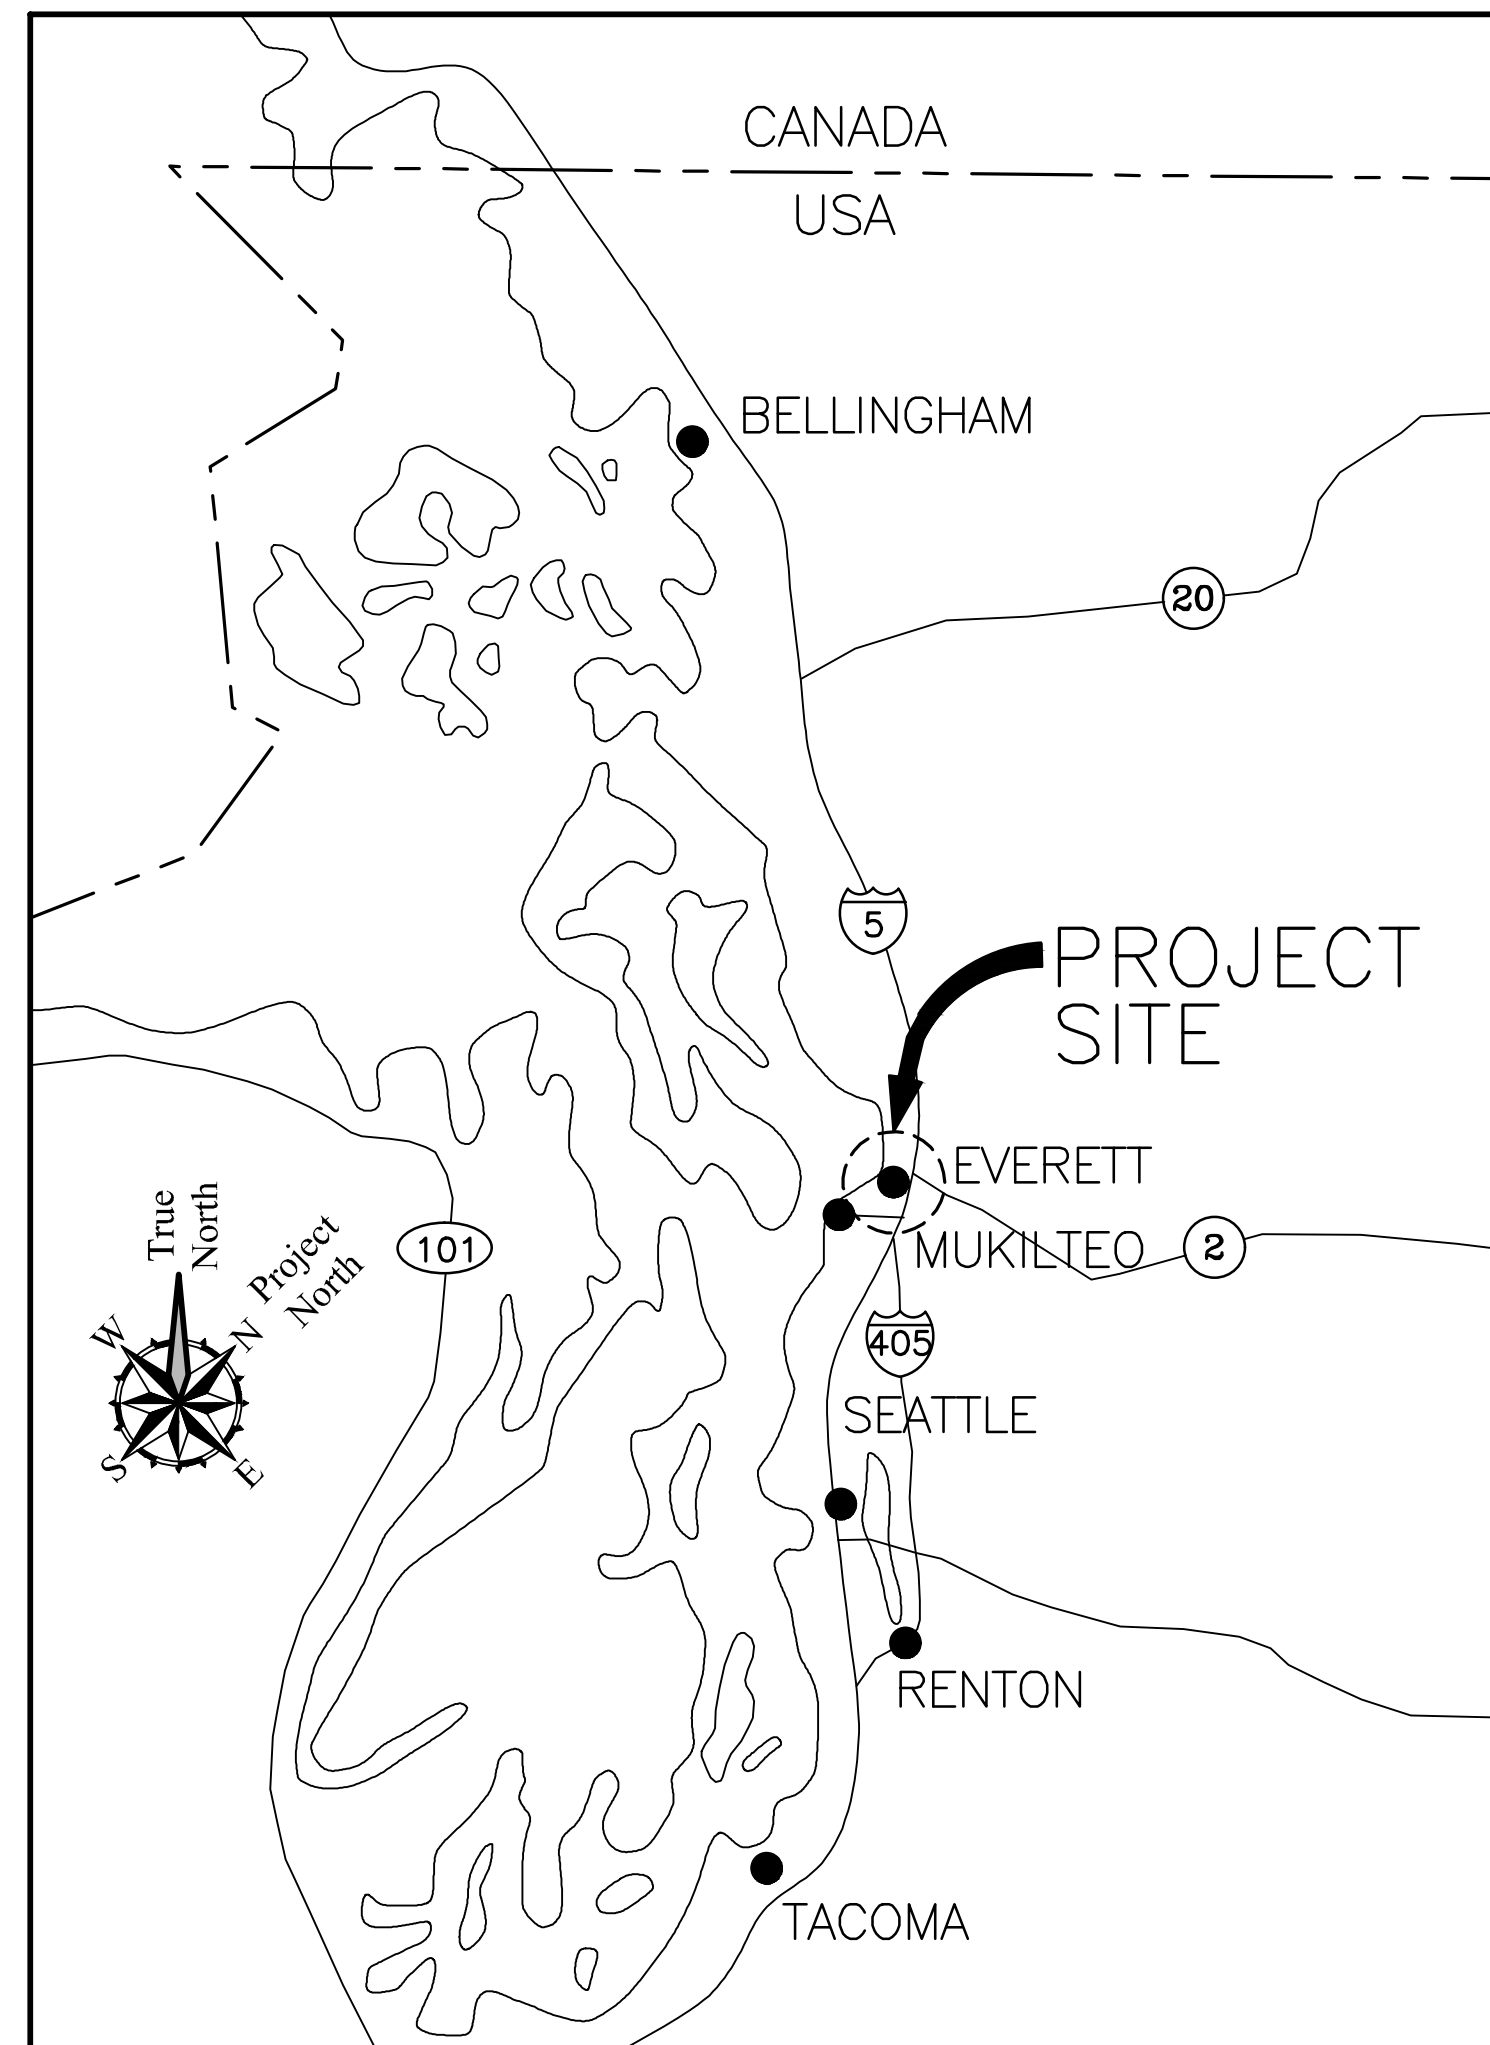 CANADA
USA
BELLINGHAM
20
5
PROJECT
SITE
EVERETT
MUKILTEO
2
101
True
North
Project
North
W
N
S
E
405
SEATTLE
RENTON
TACOMA